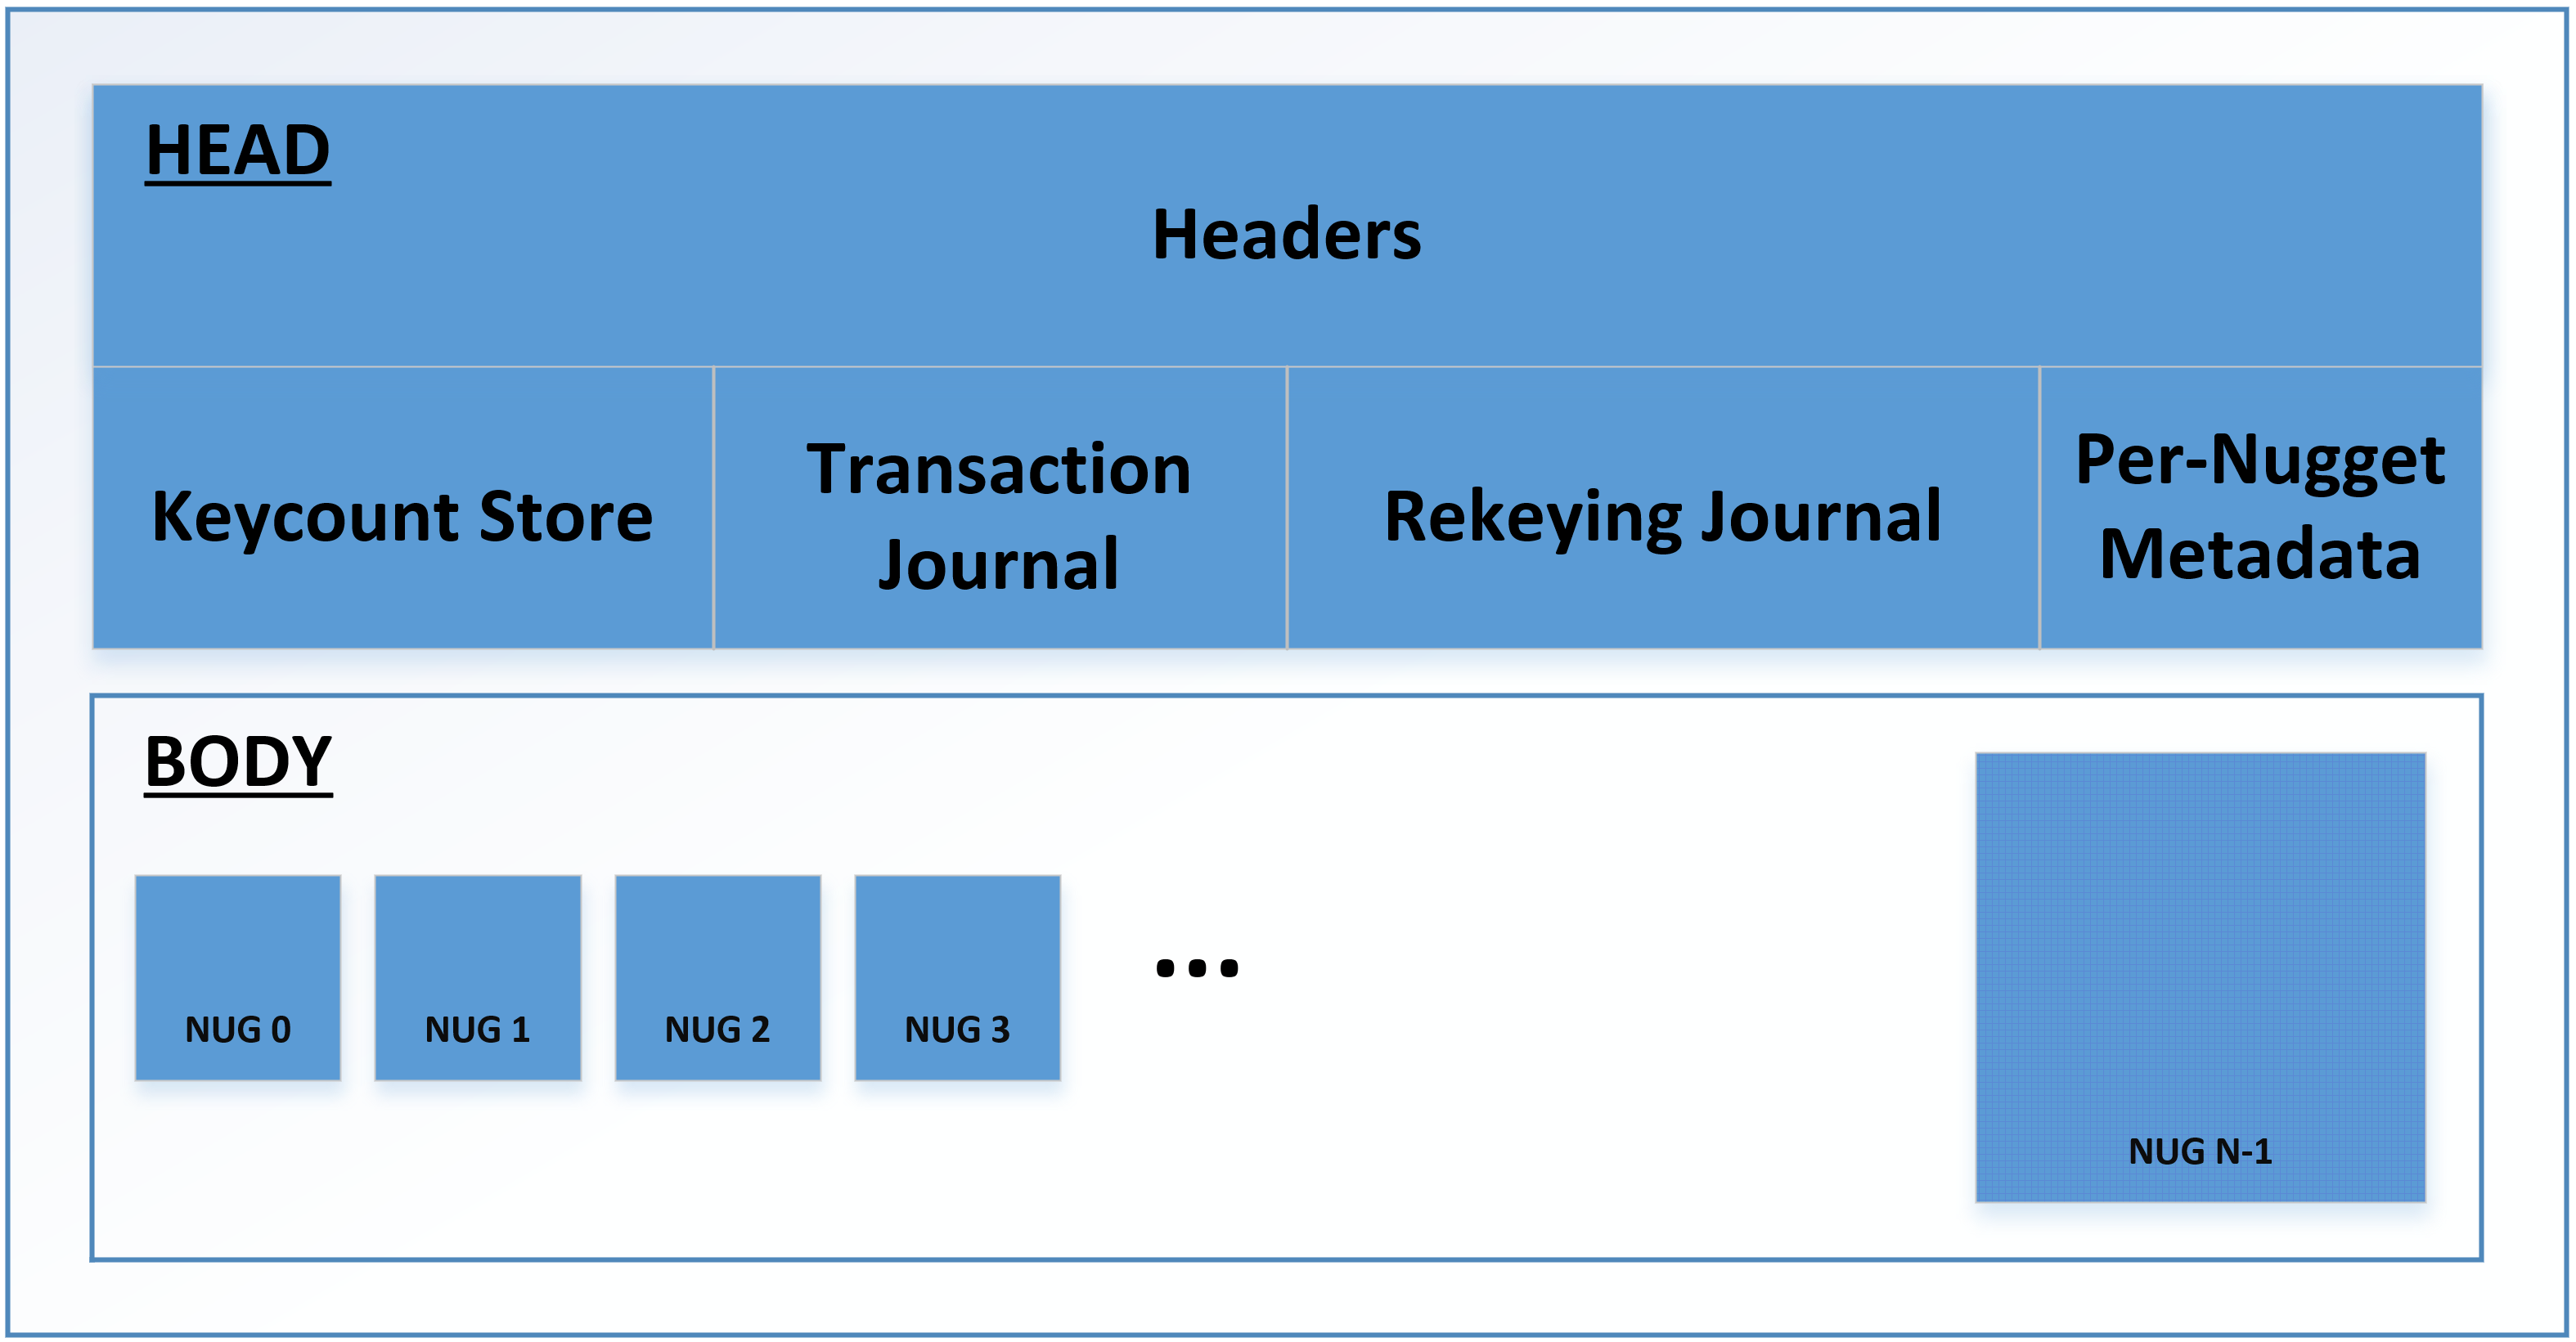 HEAD
Headers
Keycount Store
Transaction
Journal
Rekeying Journal
Per-Nugget
Metadata
BODY
NUG 0
NUG 1
NUG 2
NUG 3
...
NUG N-1